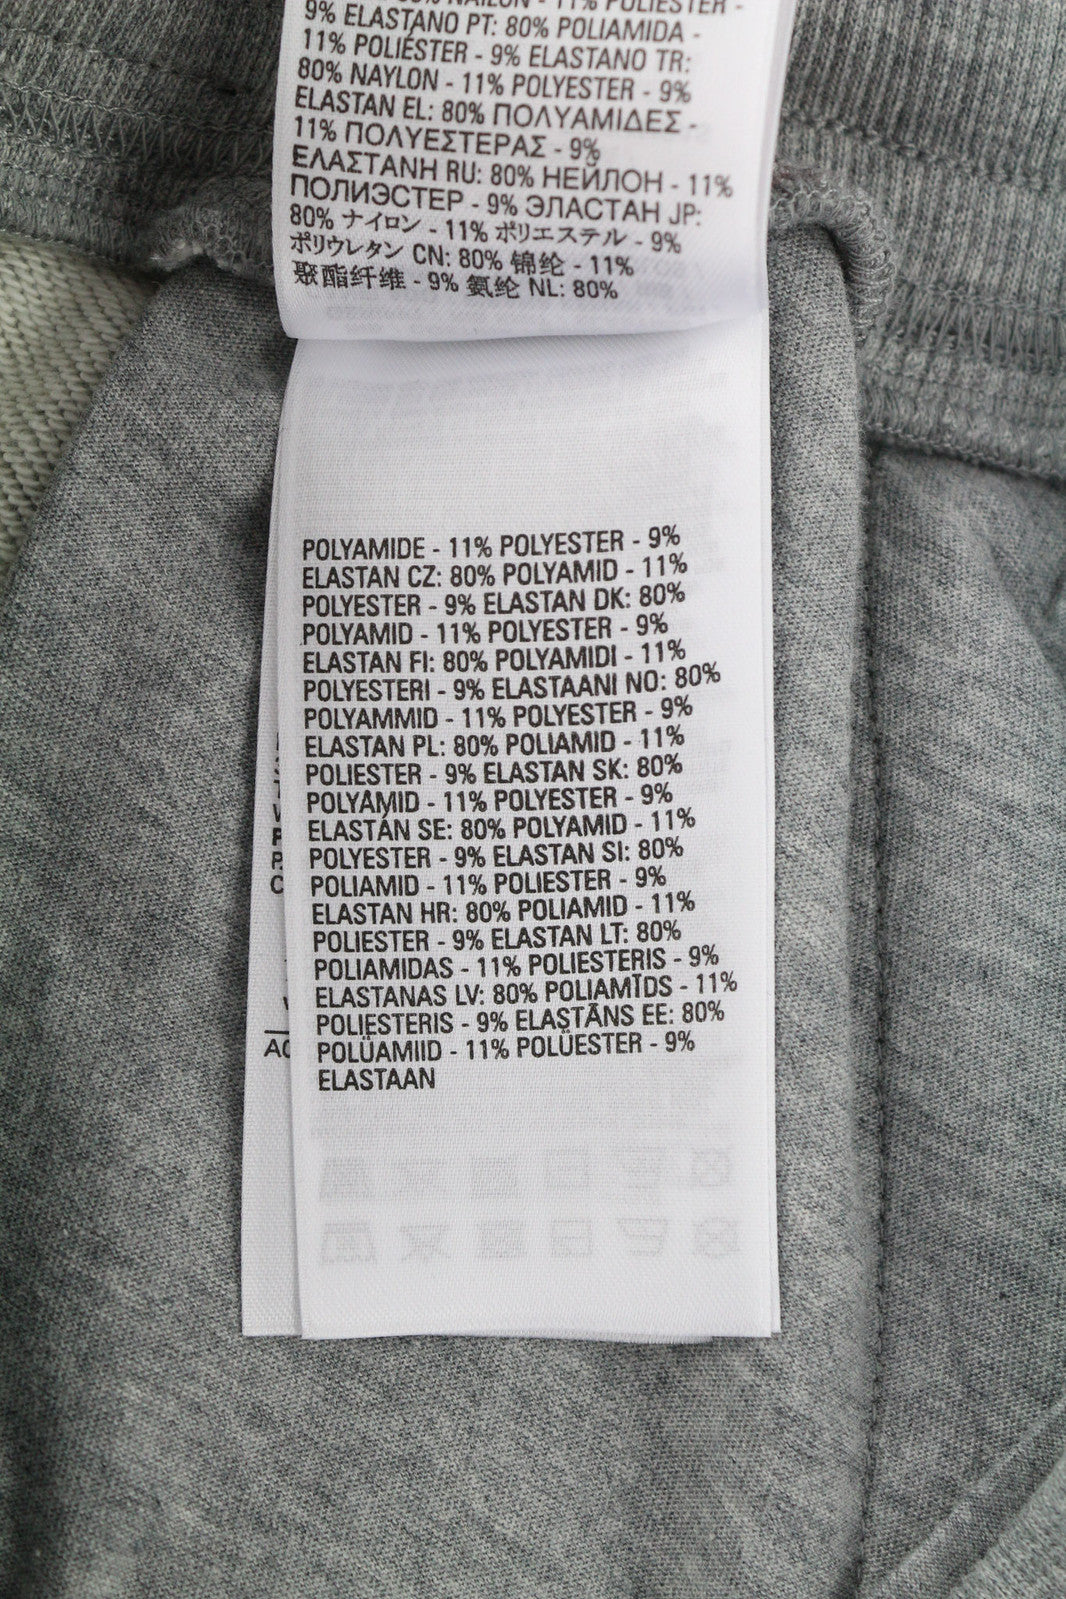 80% NAILON - 11% POLIESTER -
9% ELASTANO PT: 80% POLIAMIDA -
11% POLIÉSTER - 9% ELASTANO TR:
80% NAYLON - 11% POLYESTER - 9%
ELASTAN EL: 80% ΠΟΛΥΑΜΙΔΕΣ -
11% ΠΟΛΥΕΣΤΕΡΑΣ - 9%
ΕΛΑΣΤΑΝΗ RU: 80% НЕЙЛОН - 11%
ПОЛИЭСТЕР - 9% ЭЛАСТАН JP:
80% ナイロン - 11% ポリエステル - 9%
ポリウレタン CN: 80% 锦纶 - 11%
聚酯纤维 - 9% 氨纶 NL: 80%
POLYAMIDE - 11% POLYESTER - 9%
ELASTAN CZ: 80% POLYAMID - 11%
POLYESTER - 9% ELASTAN DK: 80%
POLYAMID - 11% POLYESTER - 9%
ELASTAN FI: 80% POLYAMIDI - 11%
POLYESTERI - 9% ELASTAANI NO: 80%
POLYAMMID - 11% POLYESTER - 9%
ELASTAN PL: 80% POLIAMID - 11%
POLIESTER - 9% ELASTAN SK: 80%
POLYAMID - 11% POLYESTER - 9%
ELASTÁN SE: 80% POLYAMID - 11%
POLYESTER - 9% ELASTAN SI: 80%
POLIAMID - 11% POLIESTER - 9%
ELASTAN HR: 80% POLIAMID - 11%
POLIESTER - 9% ELASTAN LT: 80%
POLIAMIDAS - 11% POLIESTERIS - 9%
ELASTANAS LV: 80% POLIAMĪDS - 11%
POLIESTERIS - 9% ELASTĀNS EE: 80%
POLÜAMIID - 11% POLÜESTER - 9%
ELASTAAN